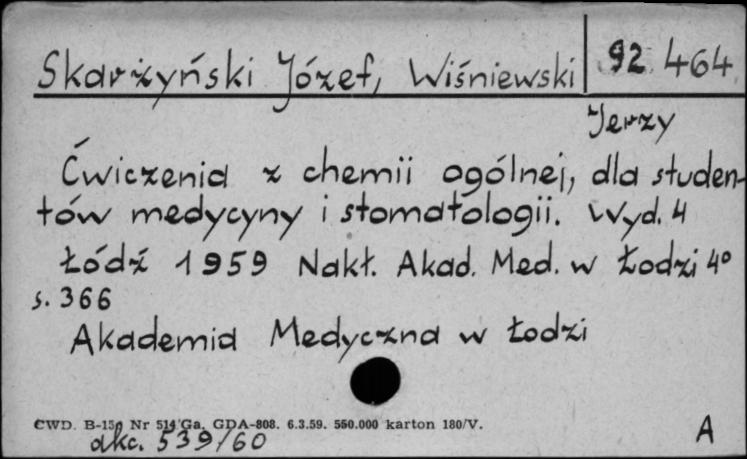 Skarżyński Józef, Wiśniewski 92 464
Jerzy
Ćwiczenia z chemii ogólnej, dla studen-
tów medycyny i stomatologii. Wyd. 4
Łódź 1959 Nakł. Akad. Med. w Łodzi 4°
s. 366
Akademia Medyczna w Łodzi
CWD. B-15a Nr 514 Ga. GDA-808. 6.3.59. 550.000 karton 180/V.
akc. 539/60 A